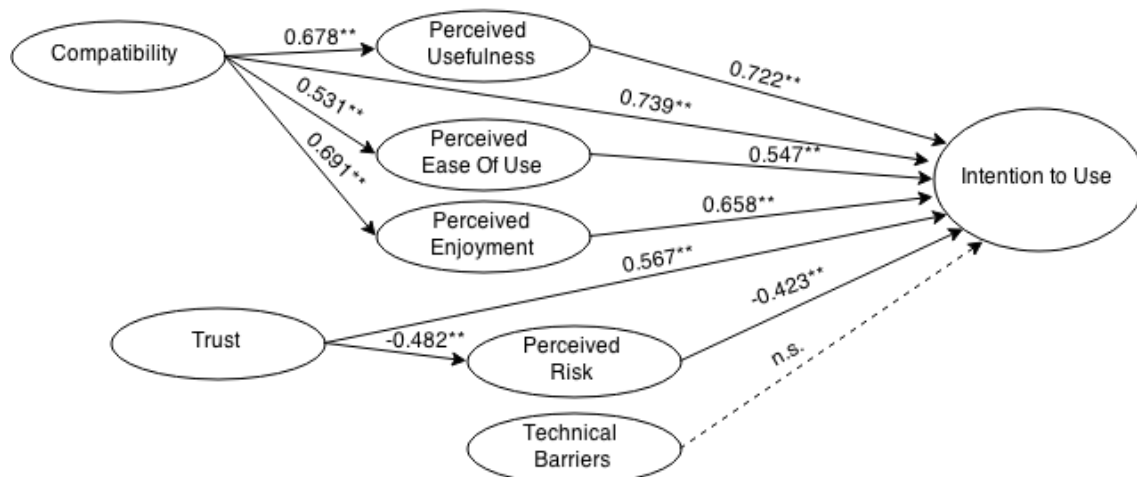 Compatibility
0.678**
Perceived
Usefulness
0.722**
0.739**
0.531**
0.691**
Perceived
Ease Of Use
0.547**
Intention to Use
Perceived
Enjoyment
0.658**
0.567**
-0.423**
Trust
-0.482**
Perceived
Risk
n.s.
Technical
Barriers